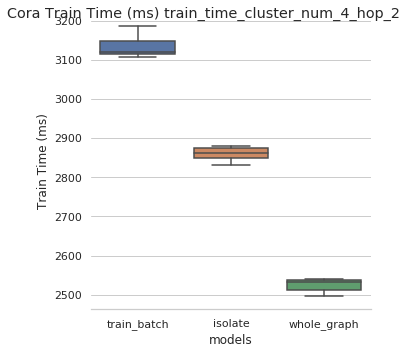 Cora Train Time (ms) train_time_cluster_num_4_hop_2
3200
3100
3000
2900
2800
2700
2600
2500
Train Time (ms)
train_batch isolate whole_graph
models